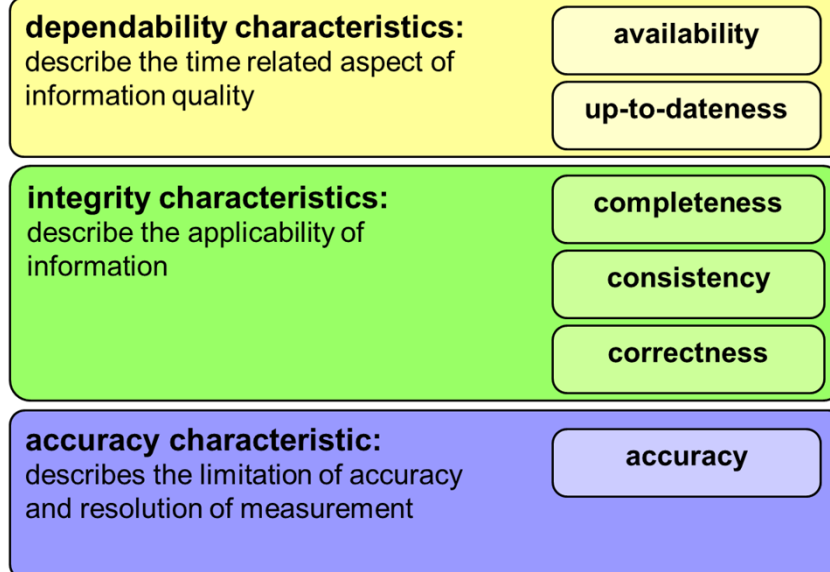 dependability characteristics:
describe the time related aspect of
information quality
availability
up-to-dateness
integrity characteristics:
describe the applicability of
information
completeness
consistency
correctness
accuracy characteristic:
describes the limitation of accuracy
and resolution of measurement
accuracy